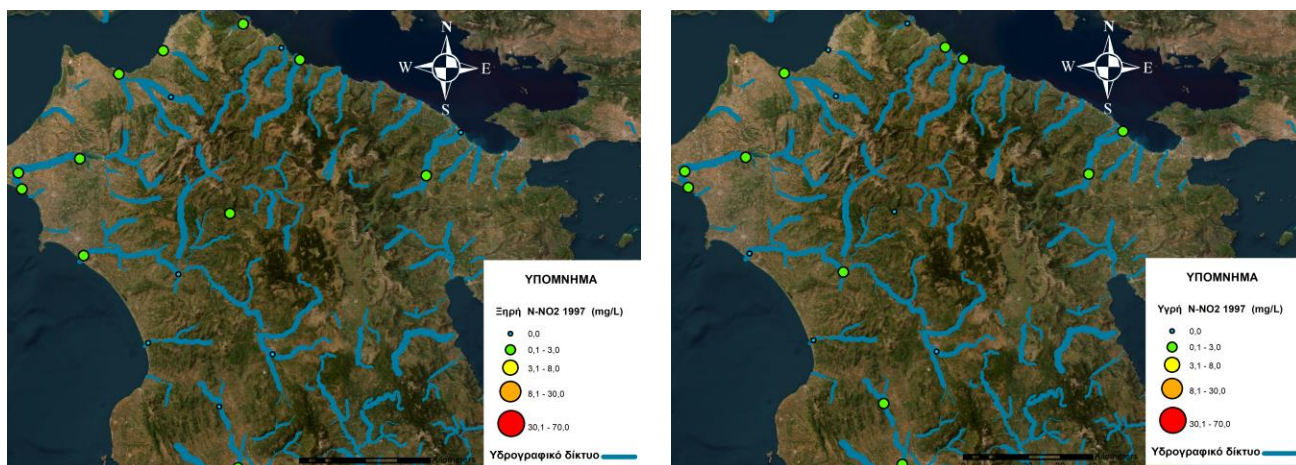 N
W E
S
ΥΠΟΜΝΗΜΑ
Ξηρή N-NO2 1997 (mg/L)
0,0
0,1 - 3,0
3,1 - 8,0
8,1 - 30,0
30,1 - 70,0
Υδρογραφικό δίκτυο
N
W E
S
ΥΠΟΜΝΗΜΑ
Υγρή N-NO2 1997 (mg/L)
0,0
0,1 - 3,0
3,1 - 8,0
8,1 - 30,0
30,1 - 70,0
Υδρογραφικό δίκτυο